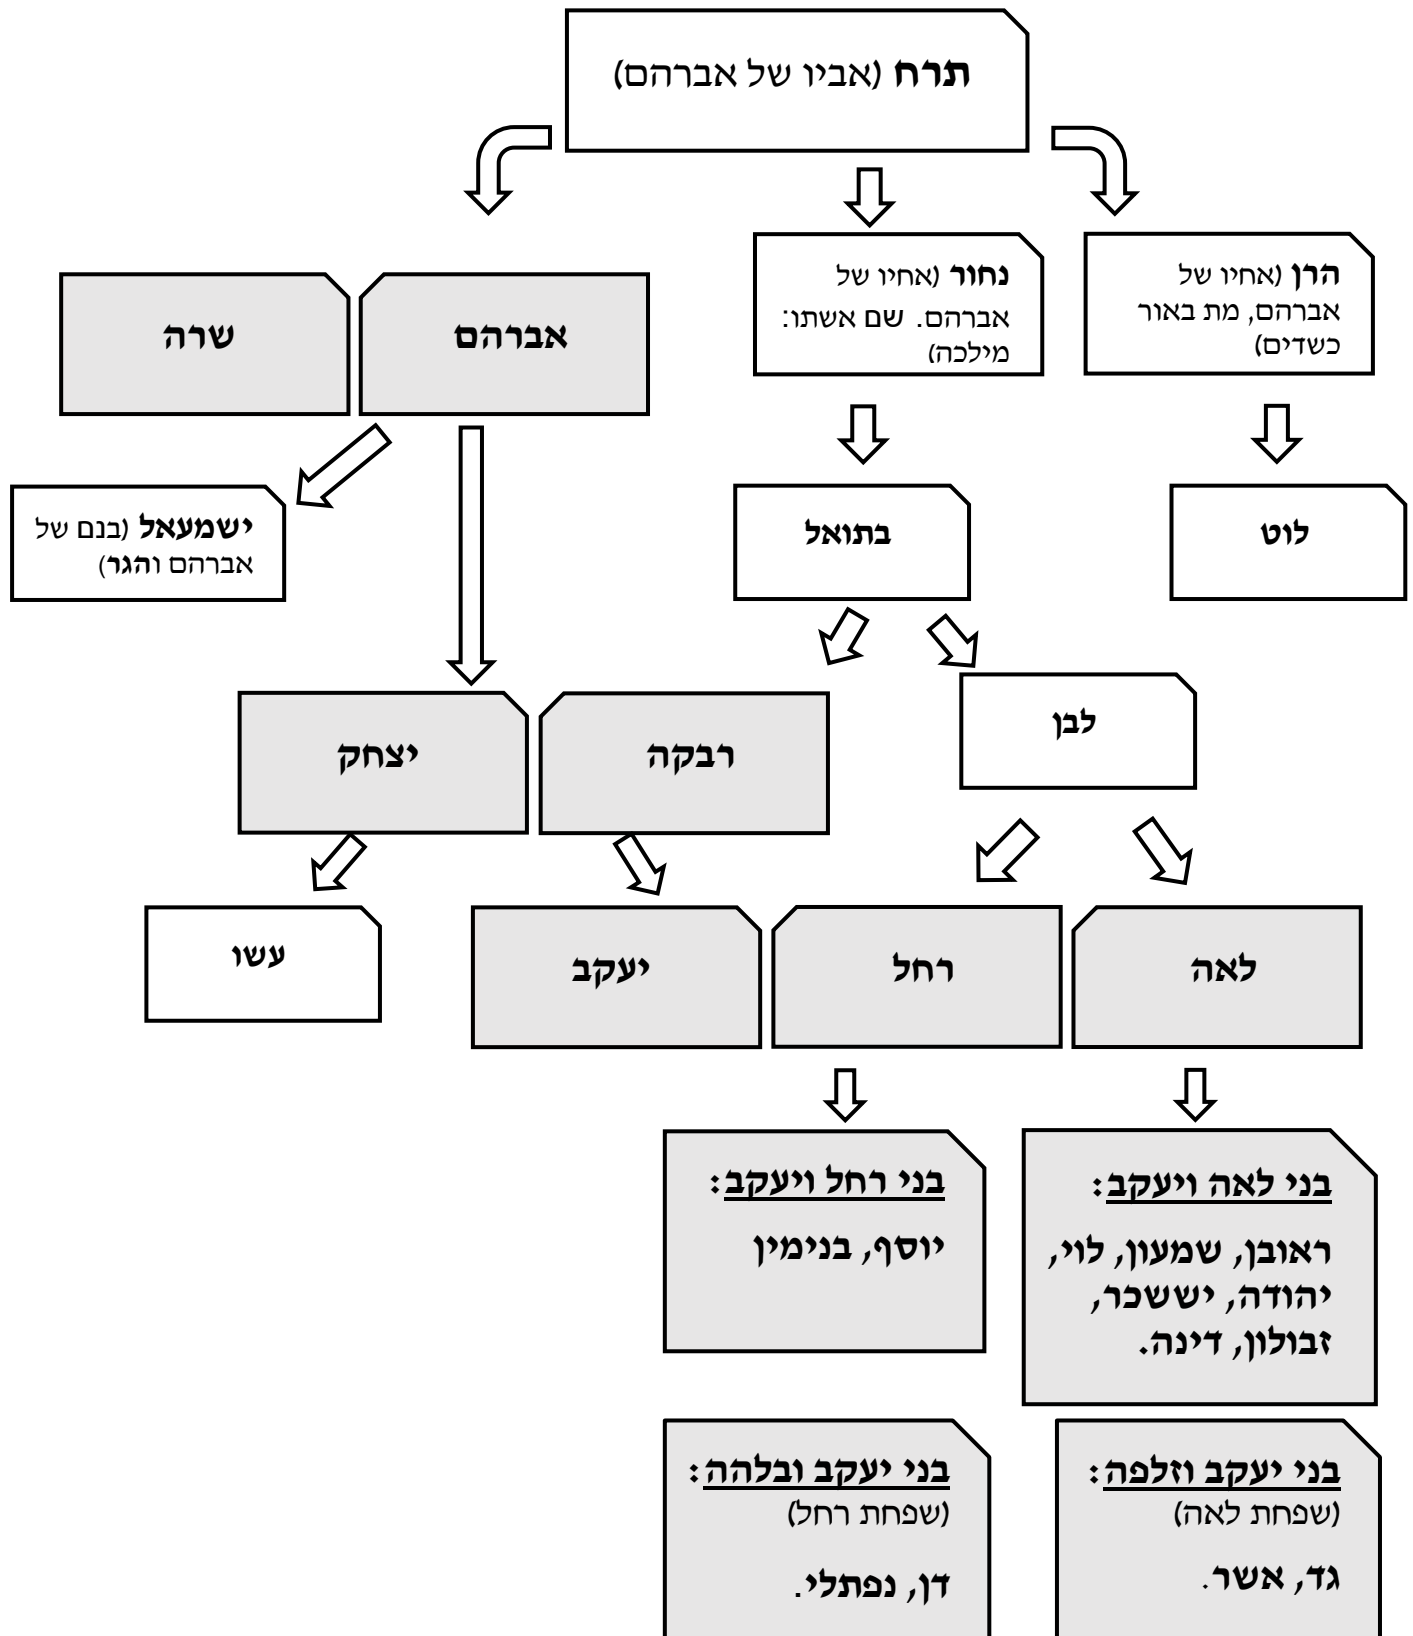 תרח (אביו של אברהם)
הרן (אחיו של
אברהם, מת באור
כשדים)
נחור (אחיו של
אברהם. שם אשתו:
מילכה)
אברהם
שרה
לוט
בתואל
ישמעאל (בנם של
אברהם והגר)
לבן
רבקה
יצחק
לאה
רחל
יעקב
עשו
בני לאה ויעקב:
ראובן, שמעון, לוי,
יהודה, יששכר,
זבולון, דינה.
בני רחל ויעקב:
יוסף, בנימין
בני יעקב וזלפה:
(שפחת לאה)
גד, אשר.
בני יעקב ובלהה:
(שפחת רחל)
דן, נפתלי.